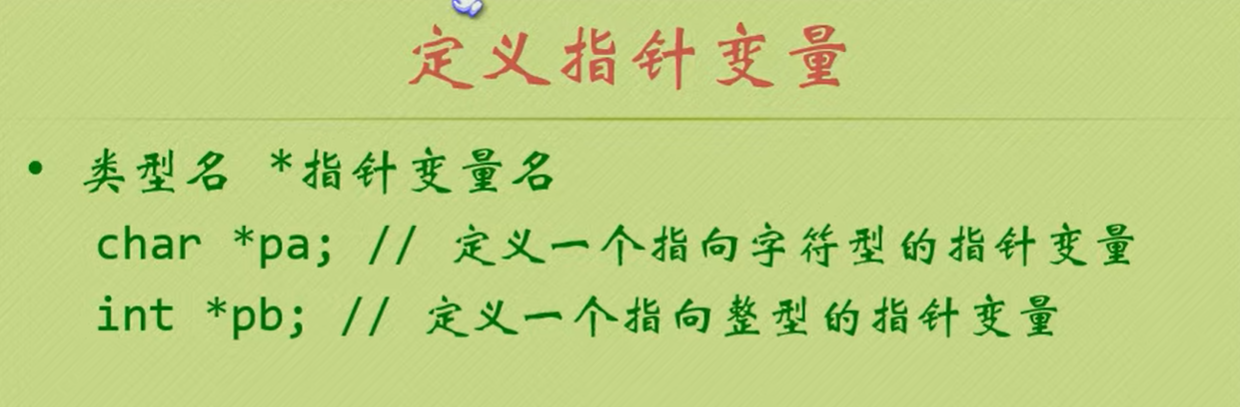 定义指针变量
• 类型名 *指针变量名
char *pa; // 定义一个指向字符型的指针变量
int *pb; // 定义一个指向整型的指针变量